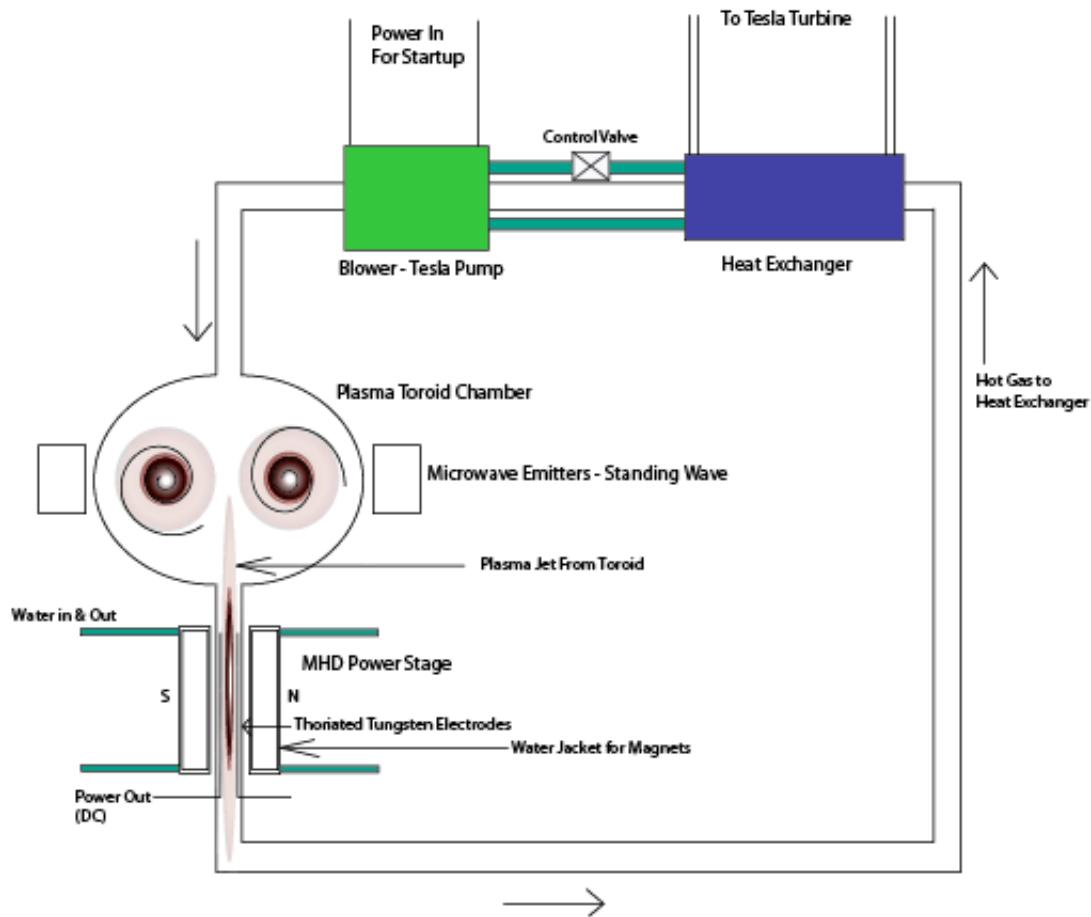 Power In
For Startup
To Tesla Turbine
Control Valve
Blower - Tesla Pump
Heat Exchanger
Hot Gas to
Heat Exchanger
Plasma Toroid Chamber
Microwave Emitters - Standing Wave
Plasma Jet From Toroid
Water in & Out
MHD Power Stage
S
N
Thoriated Tungsten Electrodes
Water Jacket for Magnets
Power Out
(DC)